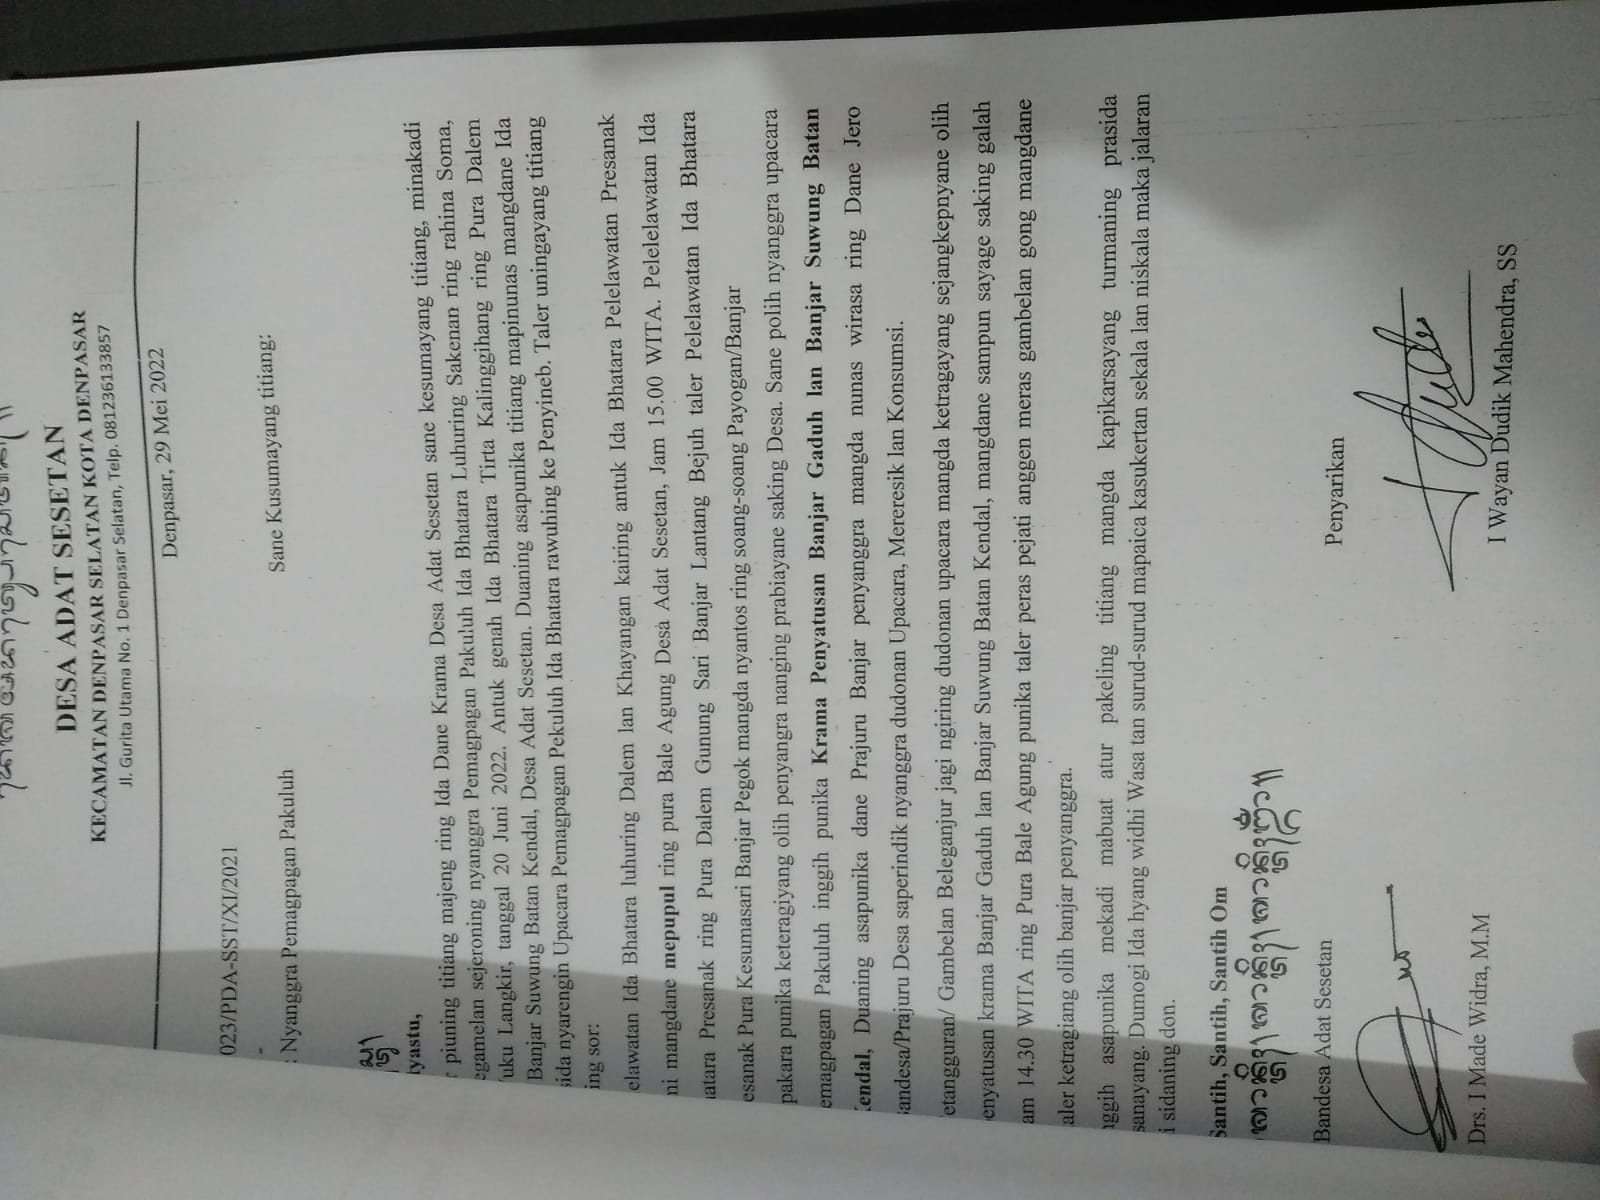 DESA ADAT SESETAN
KECAMATAN DENPASAR SELATAN KOTA DENPASAR
Jl. Gurita Utama No. 1 Denpasar Selatan, Telp. 081236133857
Denpasar, 29 Mei 2022
023/PDA-SST/XI/2021
-
: Nyanggra Pemagpagan Pakuluh
Sane Kusumayang titiang:
tyastu,
piuning titiang majeng ring Ida Dane Krama Desa Adat Sesetan sane kesumayang titiang, minakadi
egamelan sejeroning nyanggra Pemagpagan Pakuluh Ida Bhatara Luhuring Sakenan ring rahina Soma,
uku Langkir, tanggal 20 Juni 2022. Antuk genah Ida Bhatara Tirta Kalinggihang ring Pura Dalem
Banjar Suwung Batan Kendal, Desa Adat Sesetan. Duaning asapunika titiang mapinunas mangdane Ida
sida nyarengin Upacara Pemagpagan Pekuluh Ida Bhatara rawuhing ke Penyineb. Taler uningayang titiang
ing sor:
elawatan Ida Bhatara luhuring Dalem lan Khayangan kairing antuk Ida Bhatara Pelelawatan Presanak
ni mangdane mepupul ring pura Bale Agung Desa Adat Sesetan, Jam 15.00 WITA. Pelelelawatan Ida
atara Presanak ring Pura Dalem Gunung Sari Banjar Lantang Bejuh taler Pelelawatan Ida Bhatara
esanak Pura Kesumasari Banjar Pegok mangda nyantos ring soang-soang Payogan/Banjar
pakara punika keteragiyang olih penyangra nanging prabiayane saking Desa. Sane polih nyanggra upacara
emagpagan Pakuluh inggih punika Krama Penyatusan Banjar Gaduh lan Banjar Suwung Batan
Kendal, Duaning asapunika dane Prajuru Banjar penyanggra mangda nunas wirasa ring Dane Jero
Bandesa/Prajuru Desa saperindik nyanggra dudonan Upacara, Mereresik lan Konsumsi.
etangguran/ Gambelan Beleganjur jagi ngiring dudonan upacara mangda ketragayang sejangkepnyane olih
enyatusan krama Banjar Gaduh lan Banjar Suwung Batan Kendal, mangdane sampun sayage saking galah
am 14.30 WITA ring Pura Bale Agung punika taler peras pejati anggen meras gambelan gong mangdane
aler ketragiang olih banjar penyanggra.
nggih asapunika mekadi mabuat atur pakeling titiang mangda kapikarsayang turmaning prasida
sanayang. Dumogi Ida hyang widhi Wasa tan surud-surud mapaica kasukertan sekala lan niskala maka jalaran
i sidaning don.
Santih, Santih, Santih Om
Bandesa Adat Sesetan
Penyarikan
Drs. I Made Widra, M.M
I Wayan Dudik Mahendra, SS